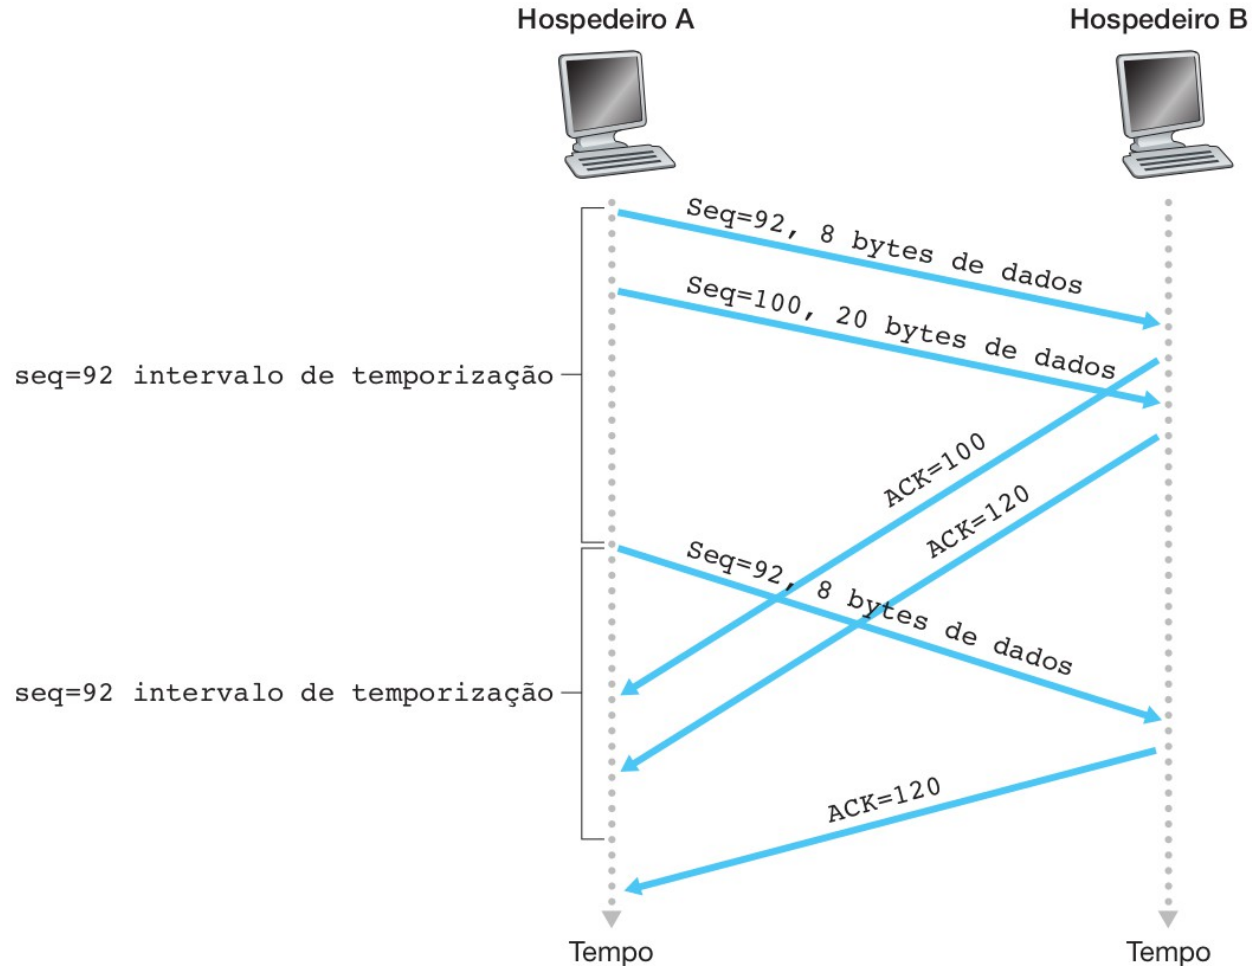 Hospedeiro A
Hospedeiro B
Seq=92, 8 bytes de dados
Seq=100, 20 bytes de dados
seq=92 intervalo de temporização
ACK=100
ACK=120
Seq=92, 8 bytes de dados
seq=92 intervalo de temporização
ACK=120
Tempo
Tempo